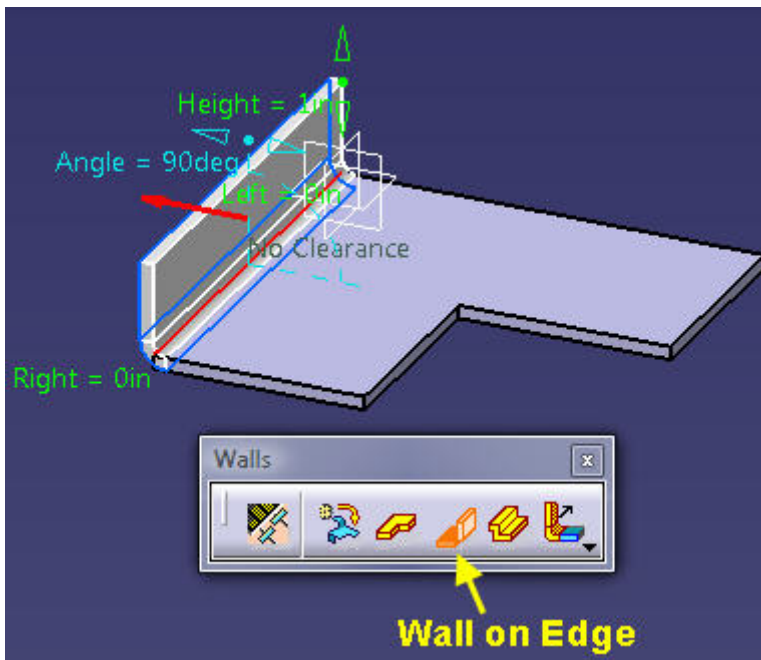 Height = 1in
Angle = 90deg
Left = 0in
No Clearance
Right = 0in
Walls
x
Wall on Edge